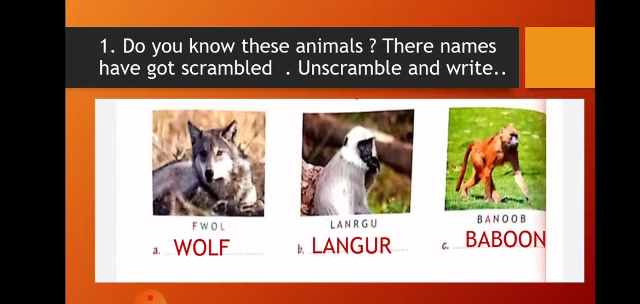 1. Do you know these animals ? There names
have got scrambled . Unscramble and write..
FWOL
LANRGU
BANOOB
a. WOLF
b. LANGUR
c. BABOON